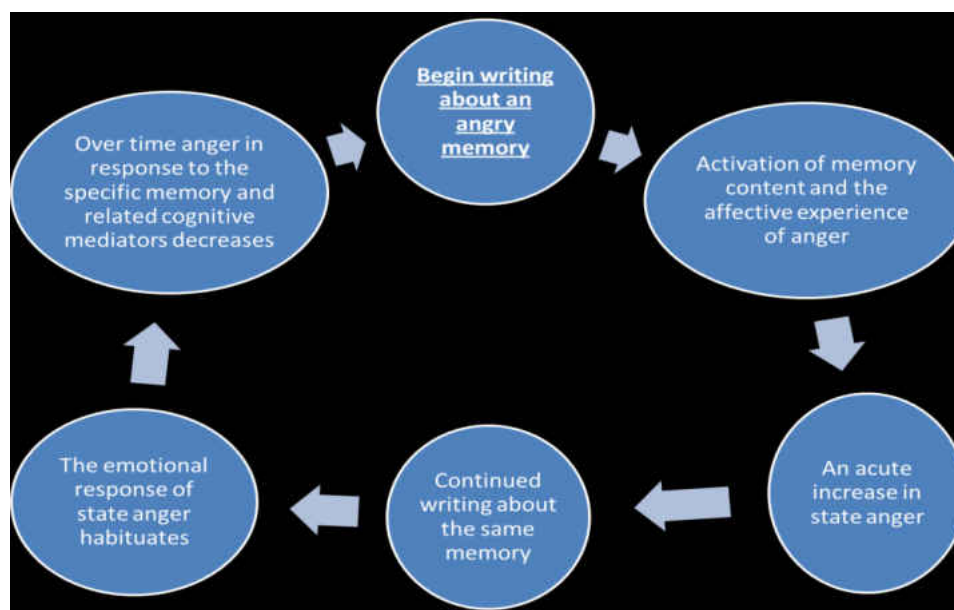 Begin writing
about an
angry
memory
Activation of memory
content and the
affective experience
of anger
An acute
increase in
state anger
Continued
writing about
the same
memory
The emotional
response of
state anger
habituates
Over time anger in
response to the
specific memory and
related cognitive
mediators decreases